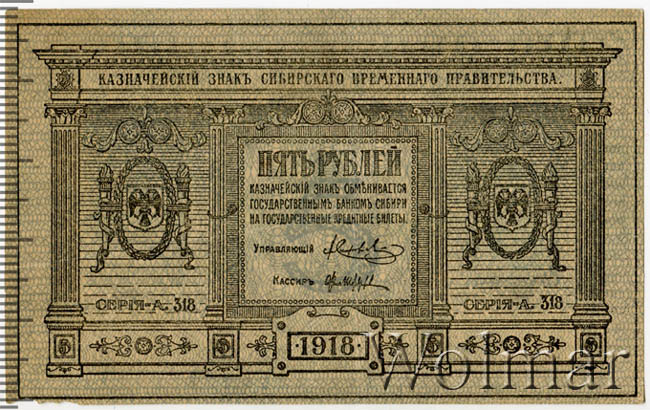 КАЗНАЧЕЙСКІЙ ЗНАКЪ СИБИРСКАГО ВРЕМЕННАГО ПРАВИТЕЛЬСТВА.
ПЯТЬ РУБЛЕЙ
КАЗНАЧЕЙСКІЙ ЗНАКЪ ОБМѢНИВАЕТСЯ
ГОСУДАРСТВЕННЫМЪ БАНКОМЪ СИБИРИ
НА ГОСУДАРСТВЕННЫЕ КРЕДИТНЫЕ БИЛЕТЫ.
УПРАВЛЯЮЩІЙ
КАССИРЪ
СЕРІЯ-А. 318 СЕРІЯ-А. 318
5 5 1918 5 5
Wolmar